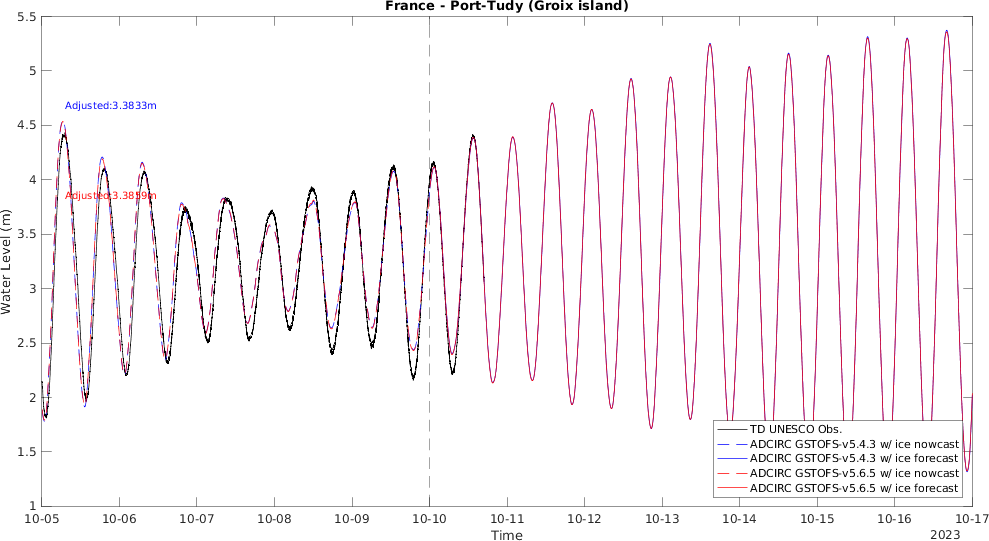 France - Port-Tudy (Groix island)
5.5
5
4.5
4
3.5
3
2.5
2
1.5
1
Water Level (m)
Adjusted:3.3833m
Adjusted:3.3859m
TD UNESCO Obs.
ADCIRC GSTOFS-v5.4.3 w/ ice nowcast
ADCIRC GSTOFS-v5.4.3 w/ ice forecast
ADCIRC GSTOFS-v5.6.5 w/ ice nowcast
ADCIRC GSTOFS-v5.6.5 w/ ice forecast
10-05 10-06 10-07 10-08 10-09 10-10 10-11 10-12 10-13 10-14 10-15 10-16 10-17
Time
2023